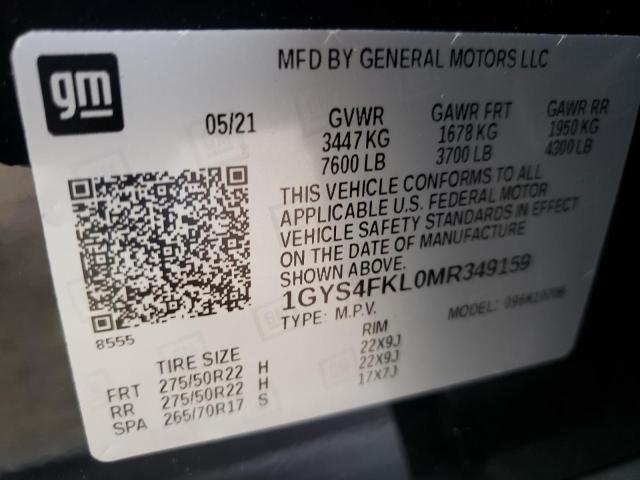 gm
MFD BY GENERAL MOTORS LLC
05/21
GVWR
3447 KG
7600 LB
GAWR FRT
1678 KG
3700 LB
GAWR RR
1950 KG
4300 LB
THIS VEHICLE CONFORMS TO ALL
APPLICABLE U.S. FEDERAL MOTOR
VEHICLE SAFETY STANDARDS IN EFFECT
ON THE DATE OF MANUFACTURE
SHOWN ABOVE.
1GYS4FKL0MR349159
TYPE: M.P.V.
MODEL:
8555
TIRE SIZE
RIM
FRT 275/50R22 H 22X9J
RR 275/50R22 H 22X9J
SPA 265/70R17 S 17X7J